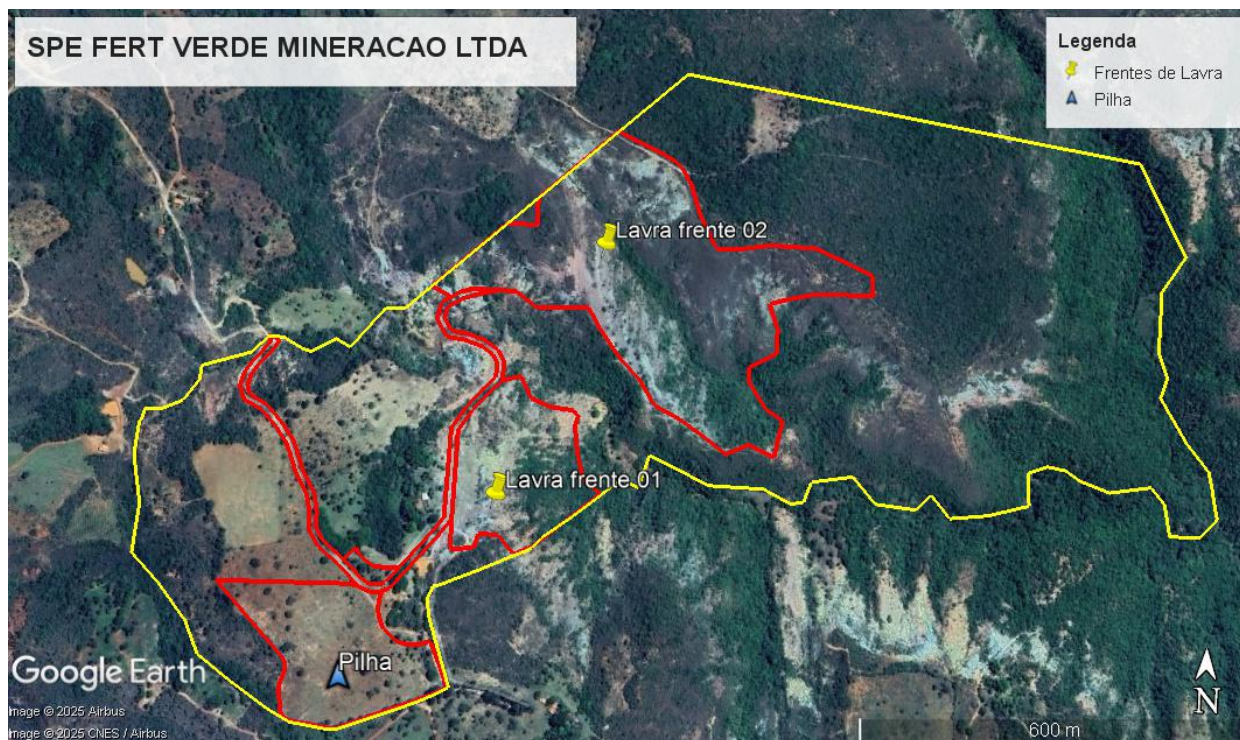 SPE FERT VERDE MINERACAO LTDA
Legenda
Frentes de Lavra
Pilha
Lavra frente 02
Lavra frente 01
Pilha
Google Earth
N
Image © 2025 Airbus
Image © 2025 CNES / Airbus
600 m